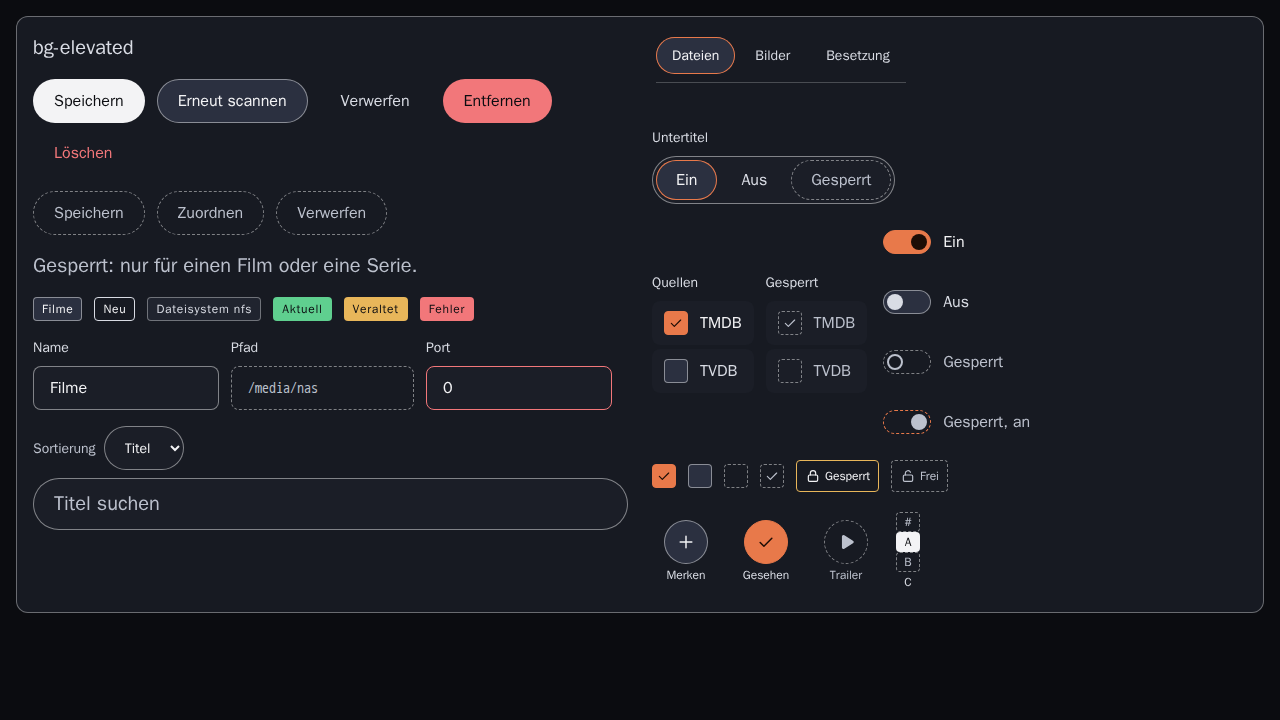 bg-elevated
Speichern
Erneut scannen
Verwerfen
Entfernen
Löschen
Speichern
Zuordnen
Verwerfen
Gesperrt: nur für einen Film oder eine Serie.
Filme
Neu
Dateisystem nfs
Aktuell
Veraltet
Fehler
Name
Pfad
Port
Filme
/media/nas
0
Sortierung
Titel
Titel suchen
Dateien
Bilder
Besetzung
Untertitel
Ein
Aus
Gesperrt
Ein
Aus
Gesperrt
Gesperrt, an
Quellen
Gesperrt
TMDB
TMDB
TVDB
TVDB
Gesperrt
Frei
Merken
Gesehen
Trailer
#
A
B
C